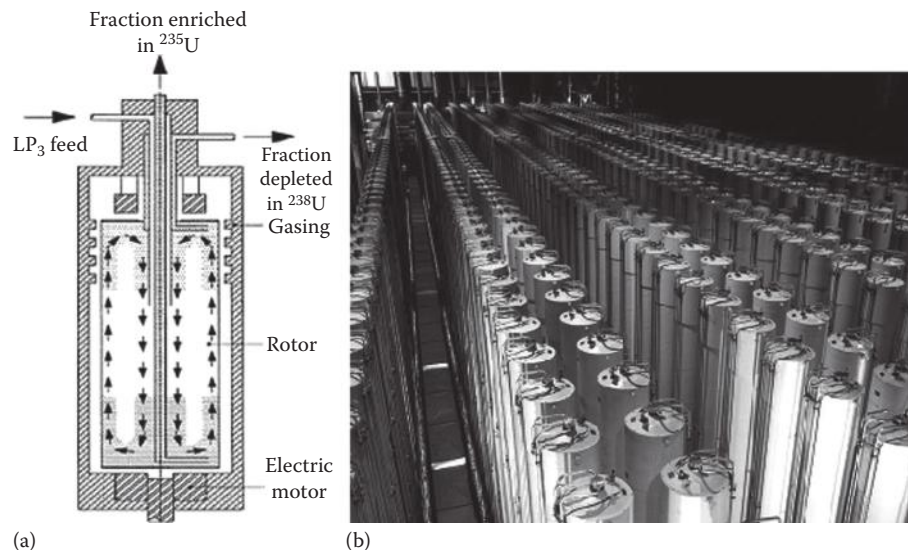 Fraction enriched
in ²³⁵U
LP₃ feed
Fraction
depleted
in ²³⁸U
Gasing
Rotor
Electric
motor
(a)
(b)